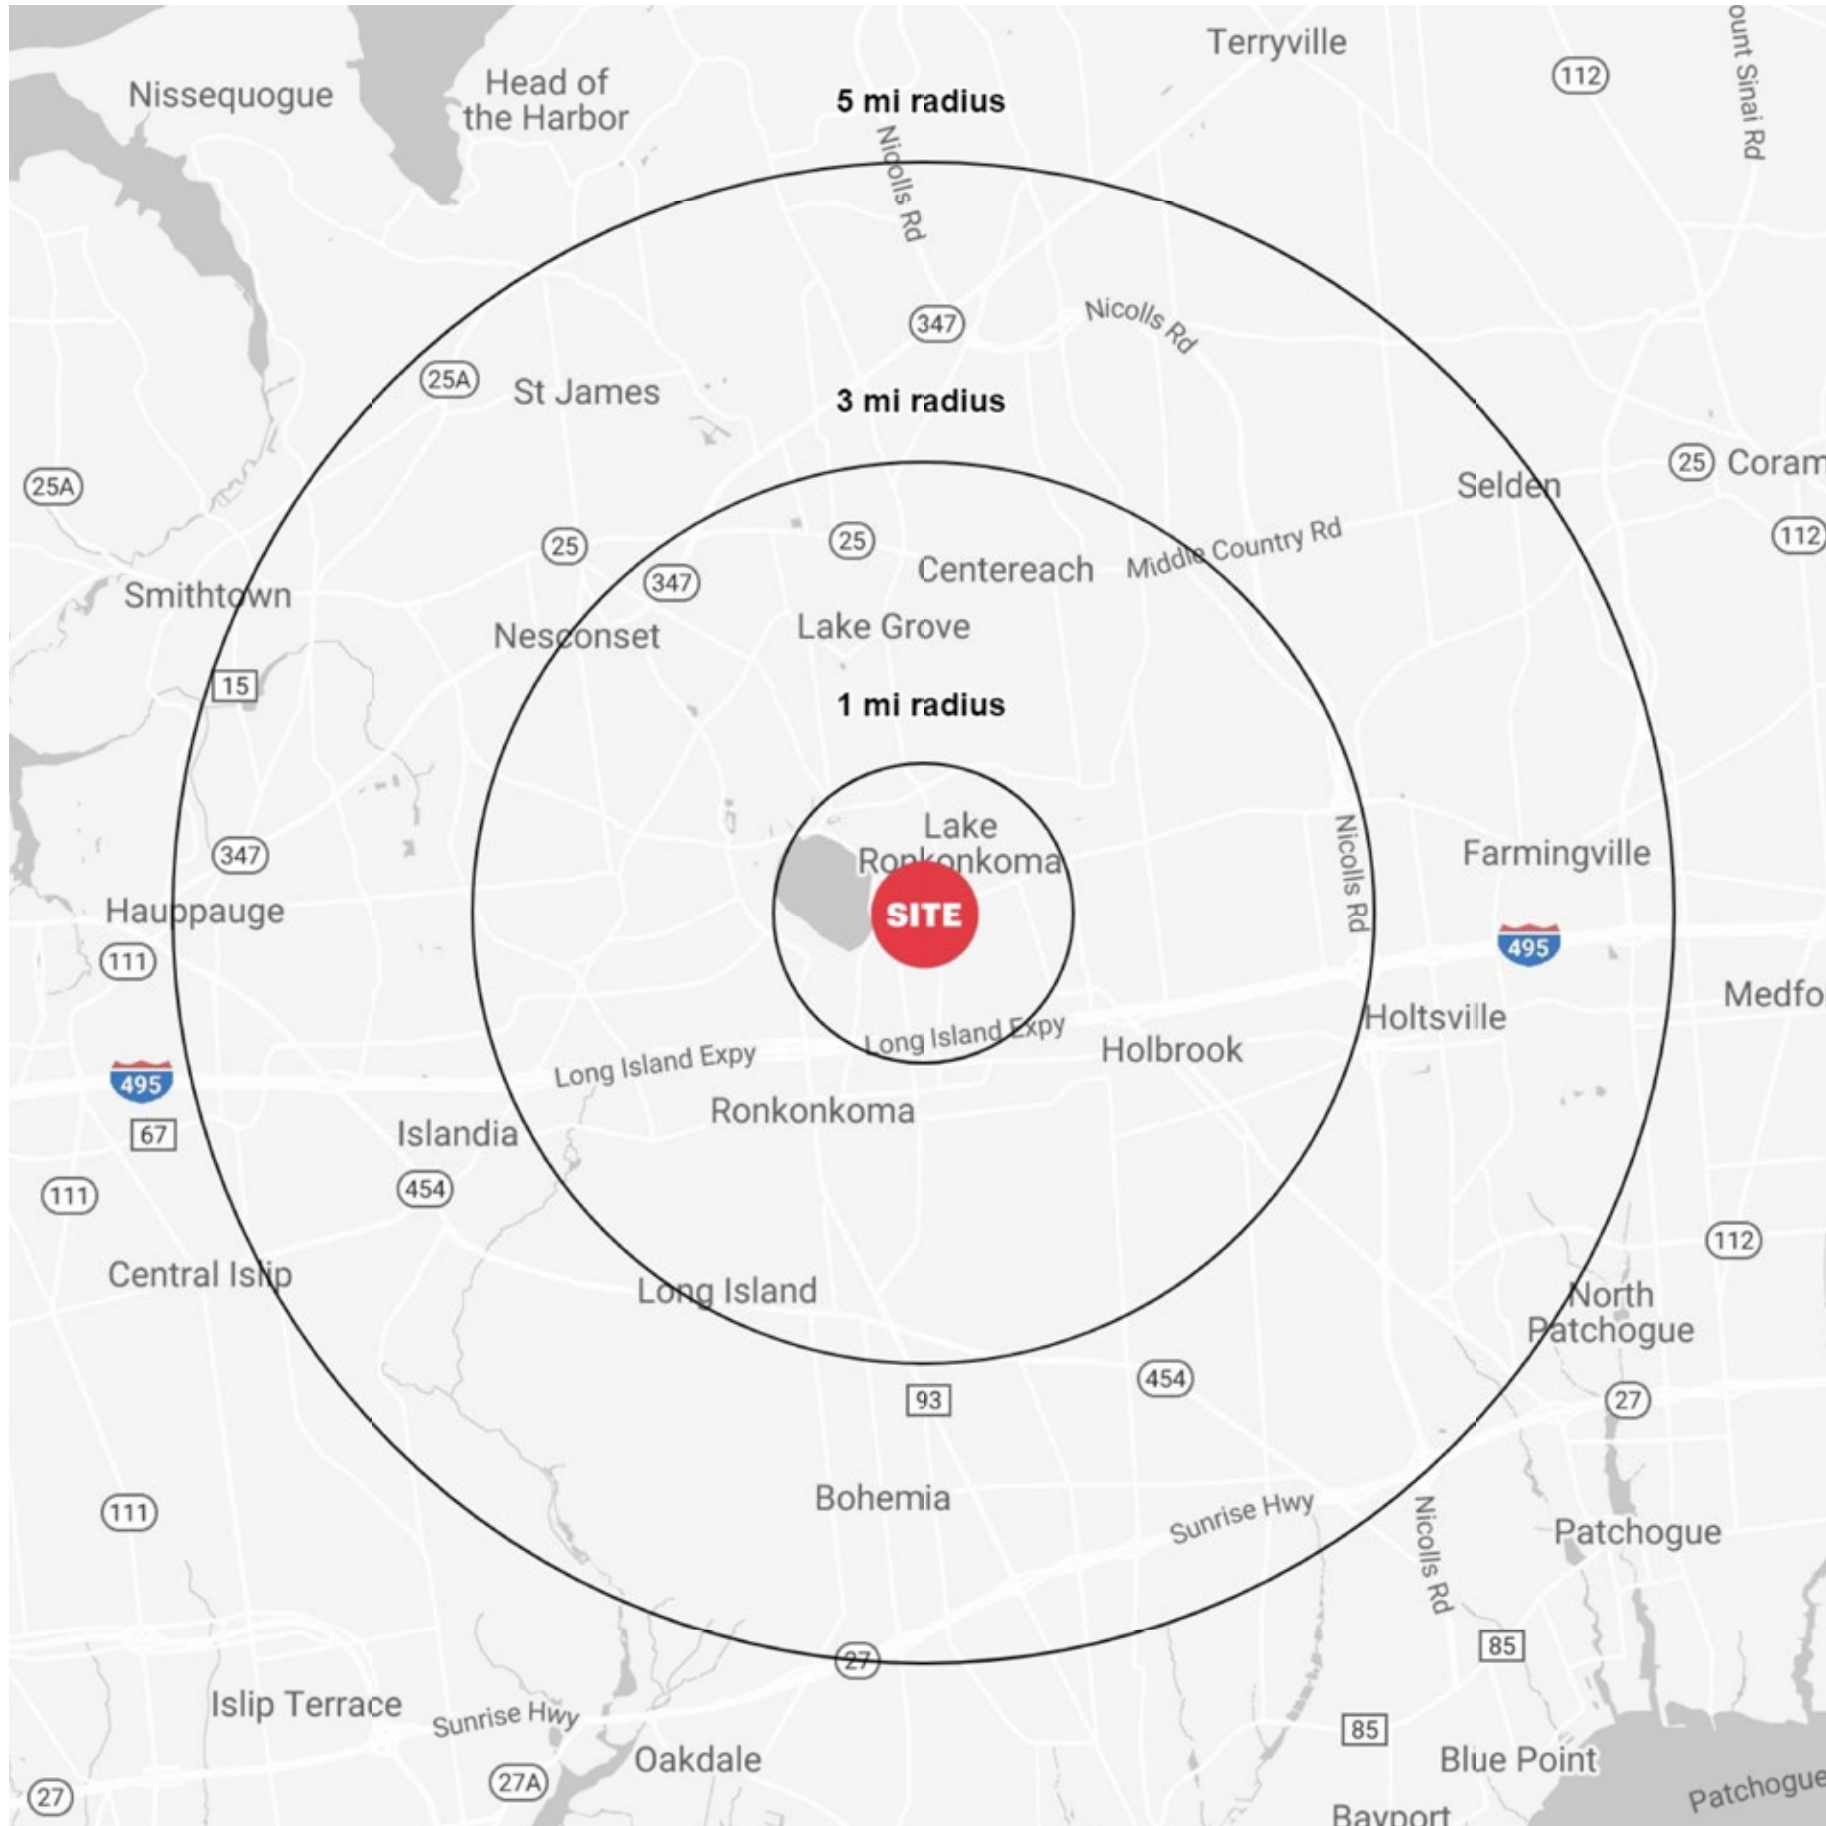 Terryville
ount Sinai Rd
112
Nissequogue
Head of
the Harbor
5 mi radius
Nicolls Rd
347
Nicolls Rd
25A
St James
3 mi radius
25
Coram
25A
Selden
112
25
347
25
Centereach
Middle Country Rd
Smithtown
Nesconset
Lake Grove
15
1 mi radius
Lake
Ronkonkoma
Nicolls Rd
Farmingville
347
Hauppauge
SITE
495
111
Medfo
Holtsville
Long Island Expy
Holbrook
Long Island Expy
495
67
Ronkonkoma
Islandia
111
454
112
Central Islip
Long Island
North
Patchogue
454
93
27
Bohemia
111
Sunrise Hwy
Nicolls Rd
Patchogue
27
85
Islip Terrace
Sunrise Hwy
85
Oakdale
Blue Point
27A
27
Patchogue
Bayport